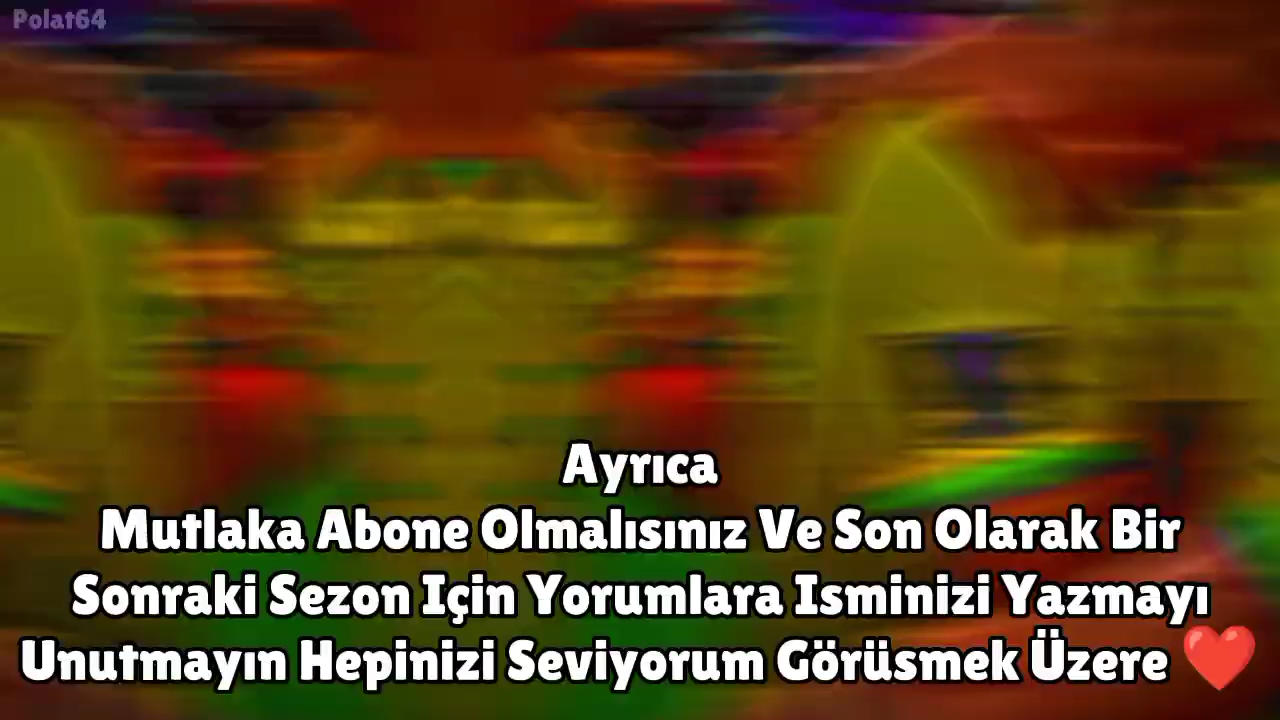 Polat64
Ayrıca
Mutlaka Abone Olmalısınız Ve Son Olarak Bir
Sonraki Sezon Için Yorumlara Isminizi Yazmayı
Unutmayın Hepinizi Seviyorum Görüsmek Üzere ❤️